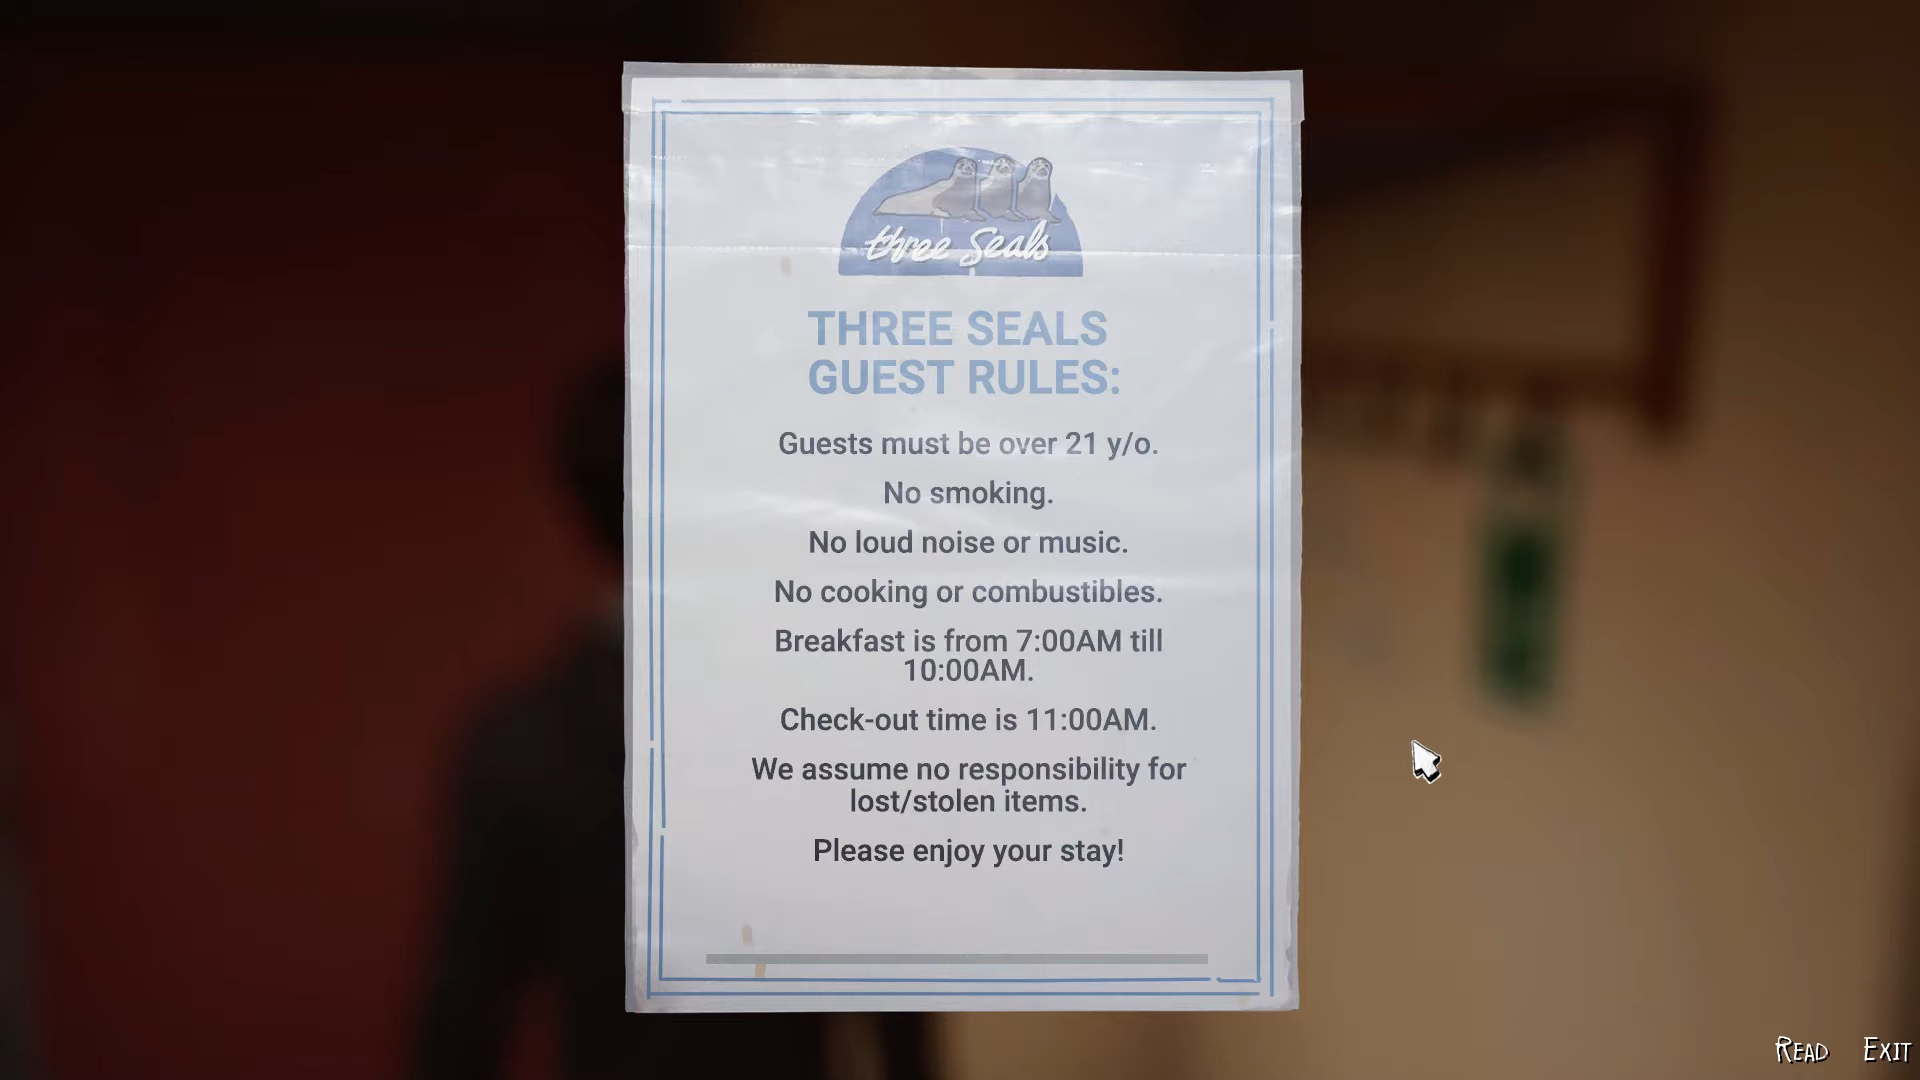 three Seals
THREE SEALS
GUEST RULES:
Guests must be over 21 y/o.
No smoking.
No loud noise or music.
No cooking or combustibles.
Breakfast is from 7:00AM till
10:00AM.
Check-out time is 11:00AM.
We assume no responsibility for
lost/stolen items.
Please enjoy your stay!
READ EXIT